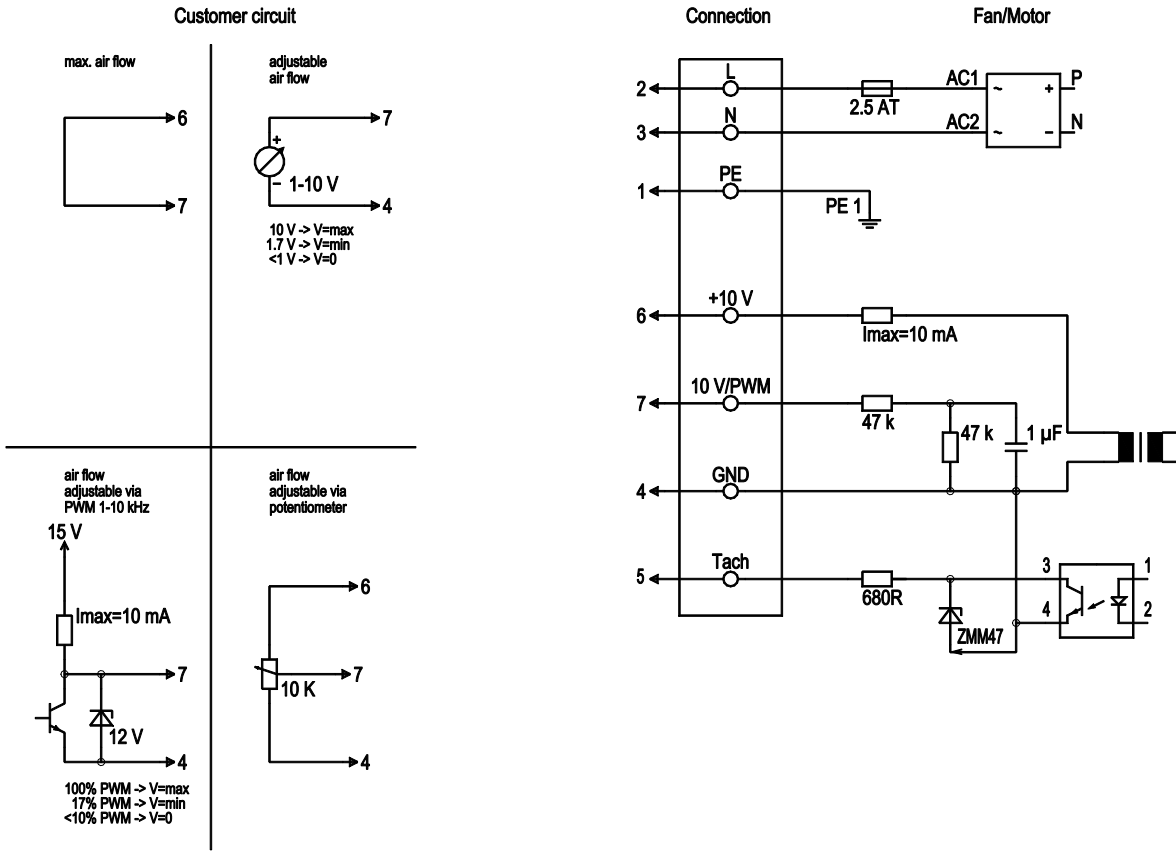 Customer circuit
Connection
Fan/Motor
max. air flow
6
7
adjustable
air flow
7
+
− 1-10 V
4
10 V -> V=max
1.7 V -> V=min
<1 V -> V=0
air flow
adjustable via
PWM 1-10 kHz
15 V
Imax=10 mA
7
12 V
4
100% PWM -> V=max
17% PWM -> V=min
<10% PWM -> V=0
air flow
adjustable via
potentiometer
6
7
10 K
4
2
L
2.5 AT
AC1
~
+
P
3
N
AC2
~
−
N
1
PE
PE 1
6
+10 V
Imax=10 mA
7
10 V/PWM
47 k
47 k
1 µF
4
GND
5
Tach
680R
3
1
4
2
ZMM47